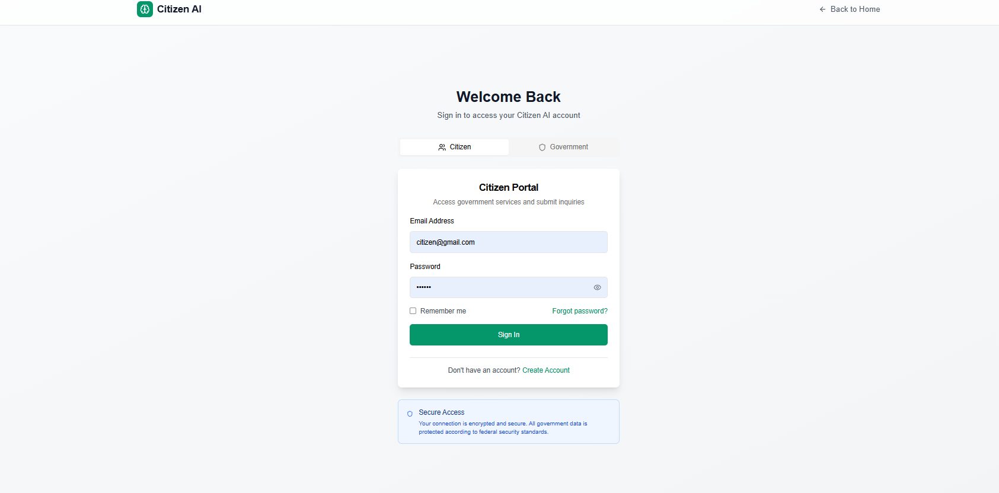 Citizen AI
Back to Home
Welcome Back
Sign in to access your Citizen AI account
Citizen
Government
Citizen Portal
Access government services and submit inquiries
Email Address
citizen@gmail.com
Password
••••••
Remember me
Forgot password?
Sign In
Don't have an account? Create Account
Secure Access
Your connection is encrypted and secure. All government data is
protected according to federal security standards.